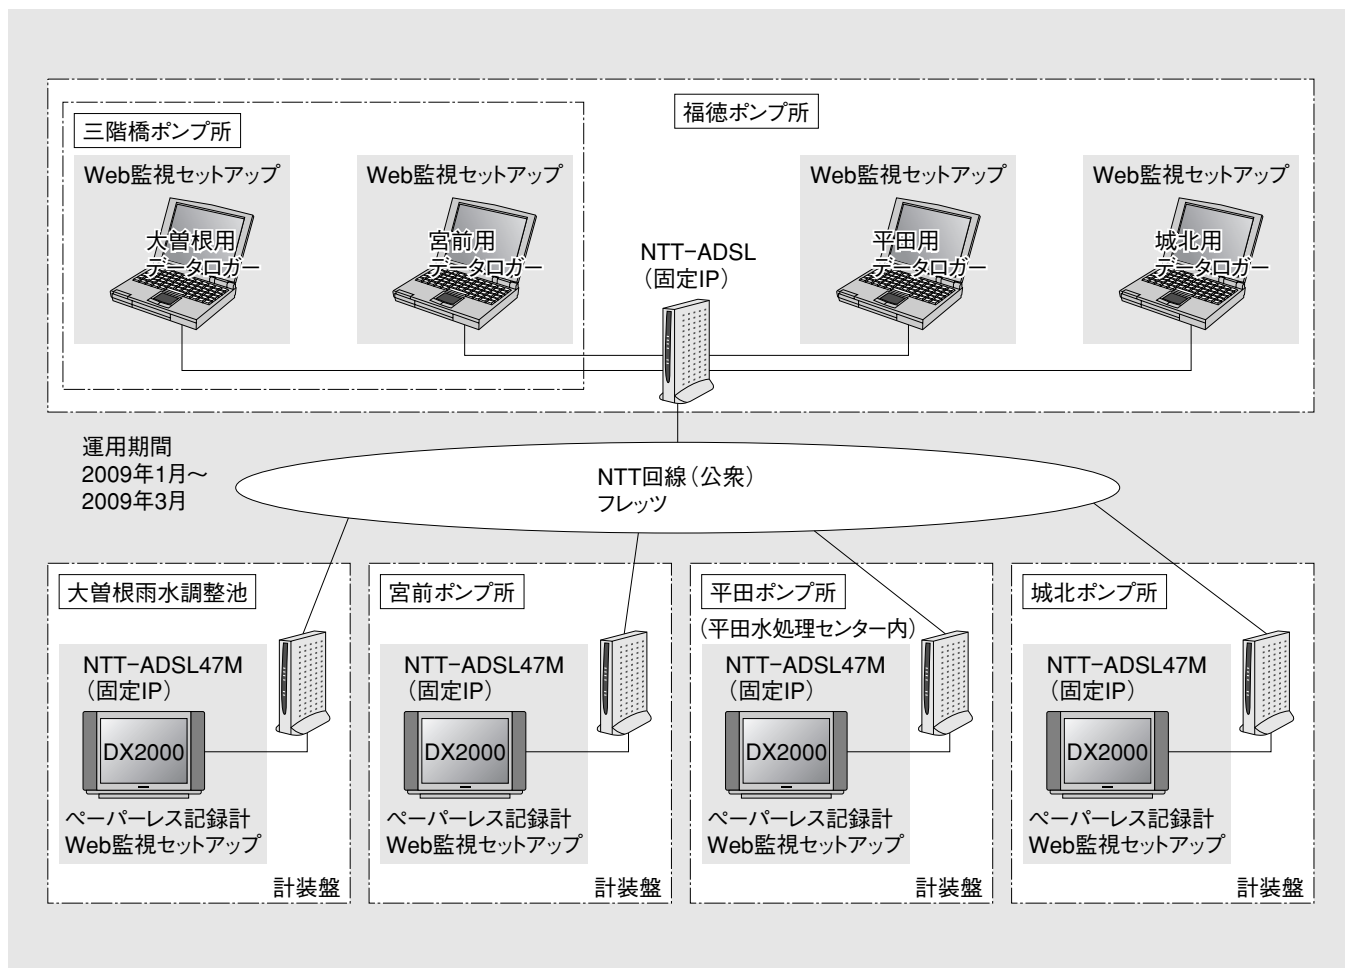 福徳ポンプ所
三階橋ポンプ所
Web監視セットアップ
大曽根用
データロガー
Web監視セットアップ
宮前用
データロガー
NTT−ADSL
（固定IP）
Web監視セットアップ
平田用
データロガー
Web監視セットアップ
城北用
データロガー
運用期間
2009年1月～
2009年3月
NTT回線（公衆）
フレッツ
大曽根雨水調整池
NTT−ADSL47M
（固定IP）
DX2000
ペーパーレス記録計
Web監視セットアップ
計装盤
宮前ポンプ所
NTT−ADSL47M
（固定IP）
DX2000
ペーパーレス記録計
Web監視セットアップ
計装盤
平田ポンプ所
（平田水処理センター内）
NTT−ADSL47M
（固定IP）
DX2000
ペーパーレス記録計
Web監視セットアップ
計装盤
城北ポンプ所
NTT−ADSL47M
（固定IP）
DX2000
ペーパーレス記録計
Web監視セットアップ
計装盤